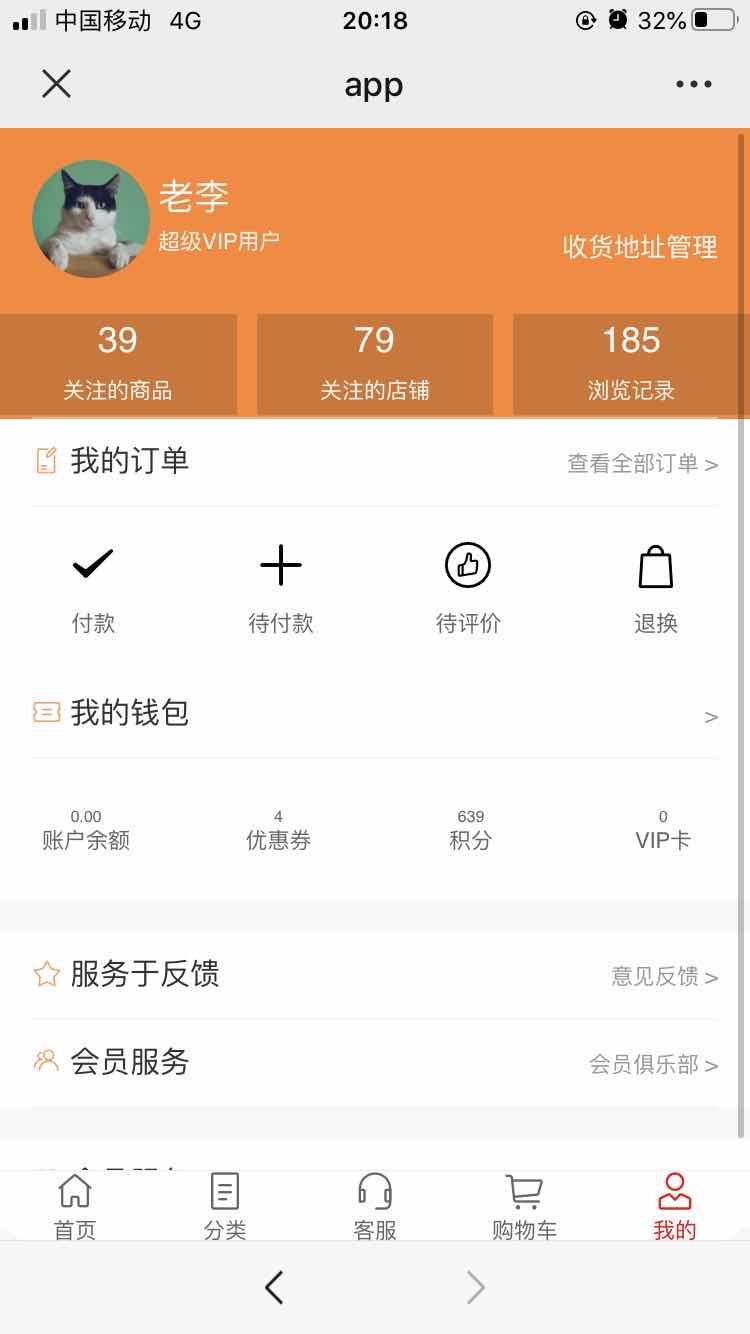 中国移动 4G 20:18 32%
app
老李
超级VIP用户
收货地址管理
39 79 185
关注的商品 关注的店铺 浏览记录
我的订单 查看全部订单 >
付款 待付款 待评价 退换
我的钱包 >
0.00 4 639 0
账户余额 优惠券 积分 VIP卡
服务于反馈 意见反馈 >
会员服务 会员俱乐部 >
首页 分类 客服 购物车 我的